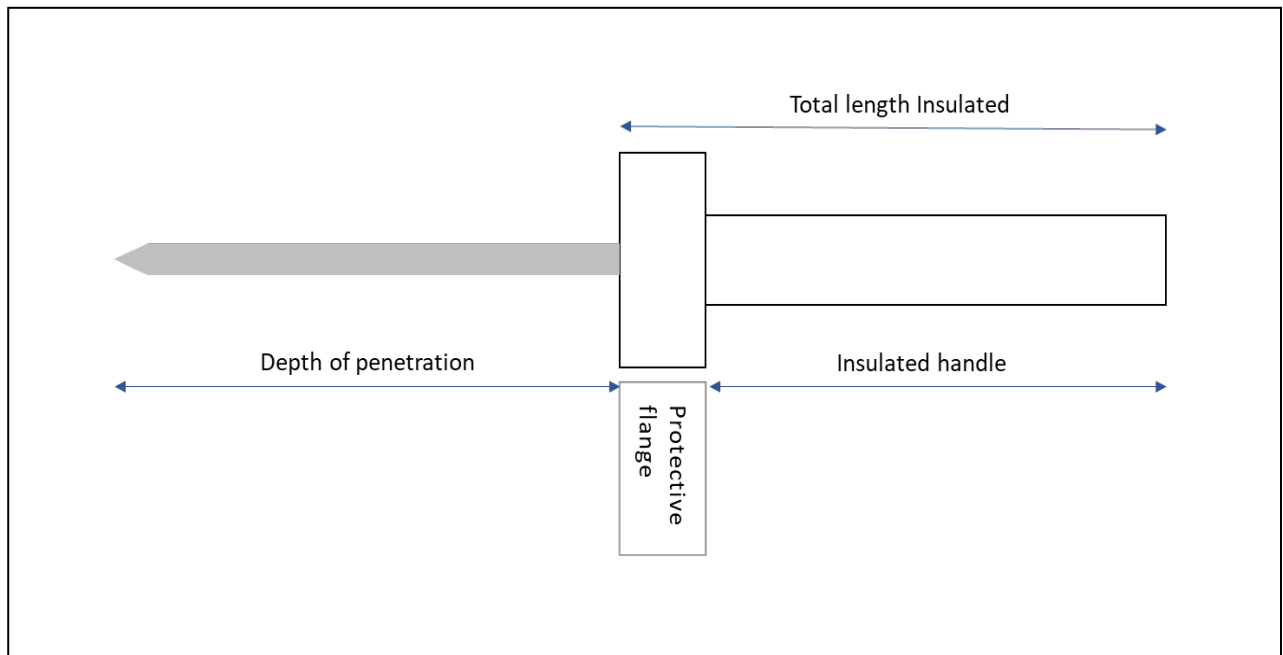 Total length Insulated
Depth of penetration
Insulated handle
Protective
flange